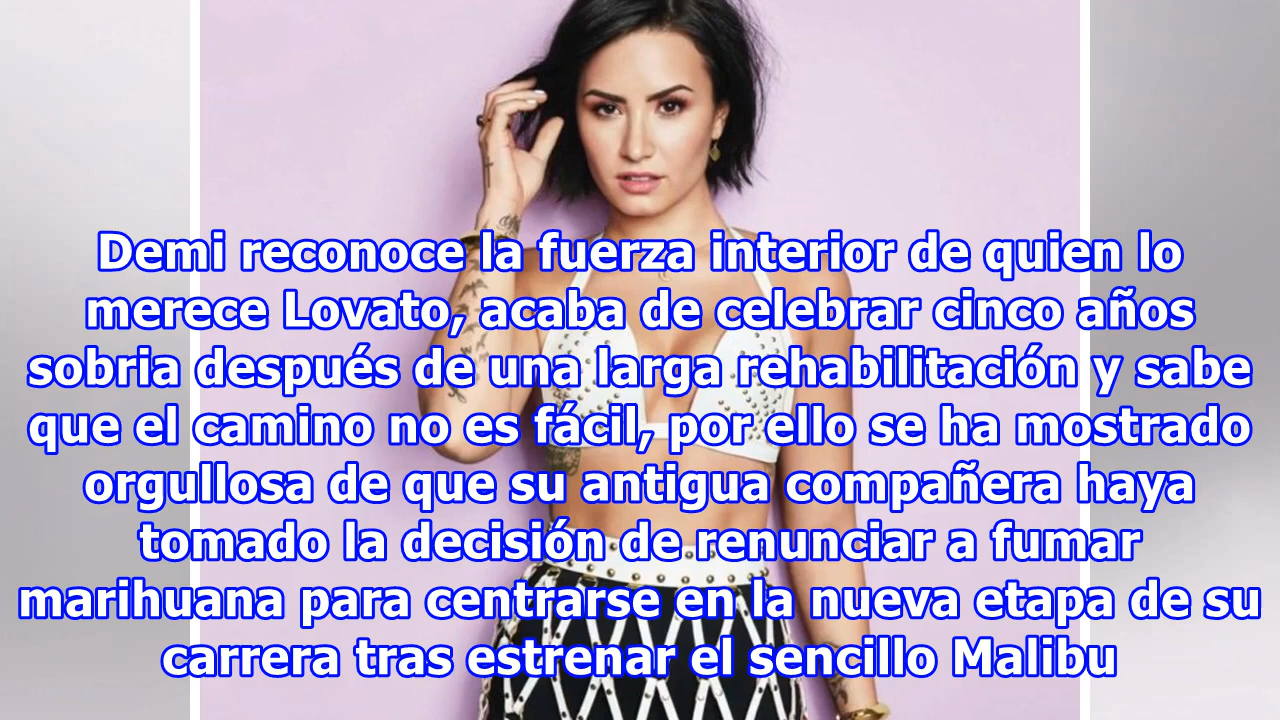 Demi reconoce la fuerza interior de quien lo
merece Lovato, acaba de celebrar cinco años
sobria después de una larga rehabilitación y sabe
que el camino no es fácil, por ello se ha mostrado
orgullosa de que su antigua compañera haya
tomado la decisión de renunciar a fumar
marihuana para centrarse en la nueva etapa de su
carrera tras estrenar el sencillo Malibu